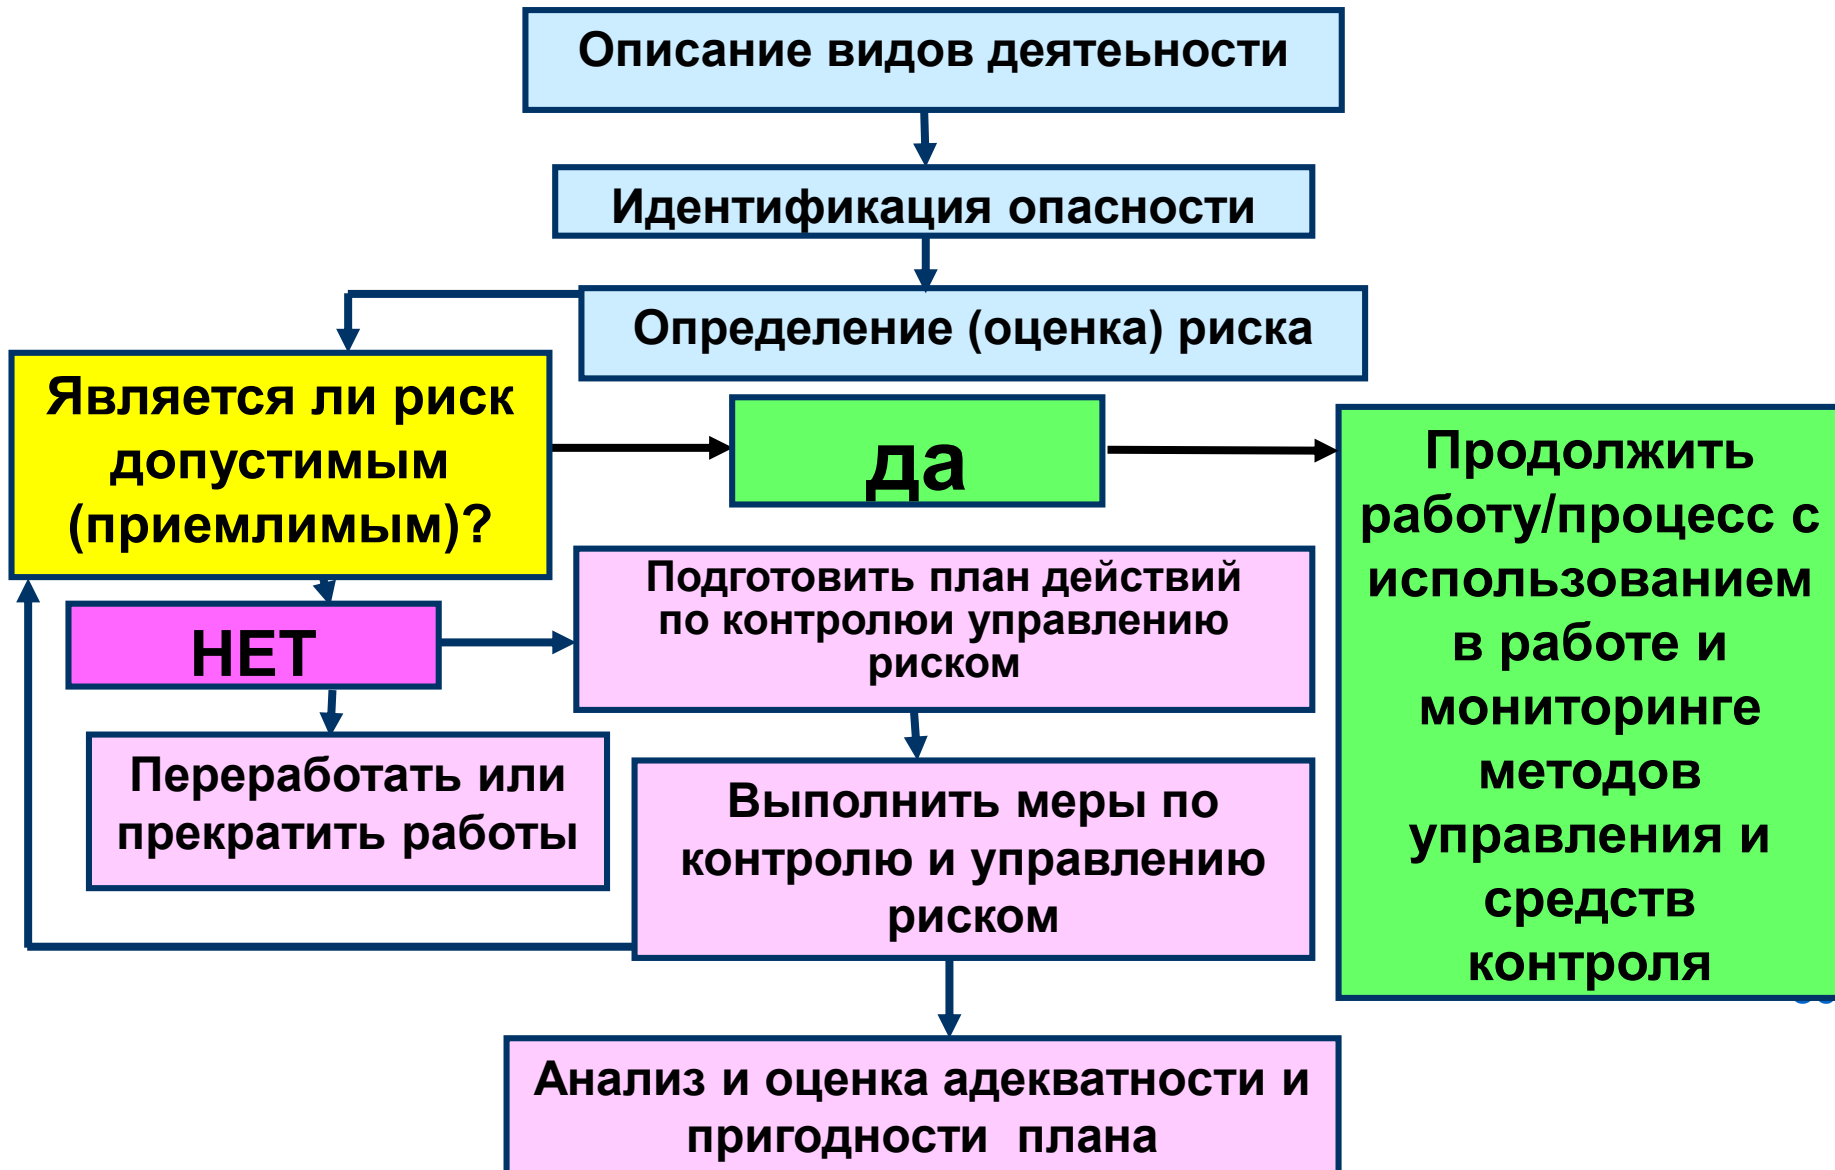 Описание видов деятеьности
Идентификация опасности
Определение (оценка) риска
Является ли риск
допустимым
(приемлимым)?
да
Продолжить
работу/процесс с
использованием
в работе и
мониторинге
методов
управления и
средств
контроля
НЕТ
Подготовить план действий
по контролюи управлению
риском
Переработать или
прекратить работы
Выполнить меры по
контролю и управлению
риском
Анализ и оценка адекватности и
пригодности плана